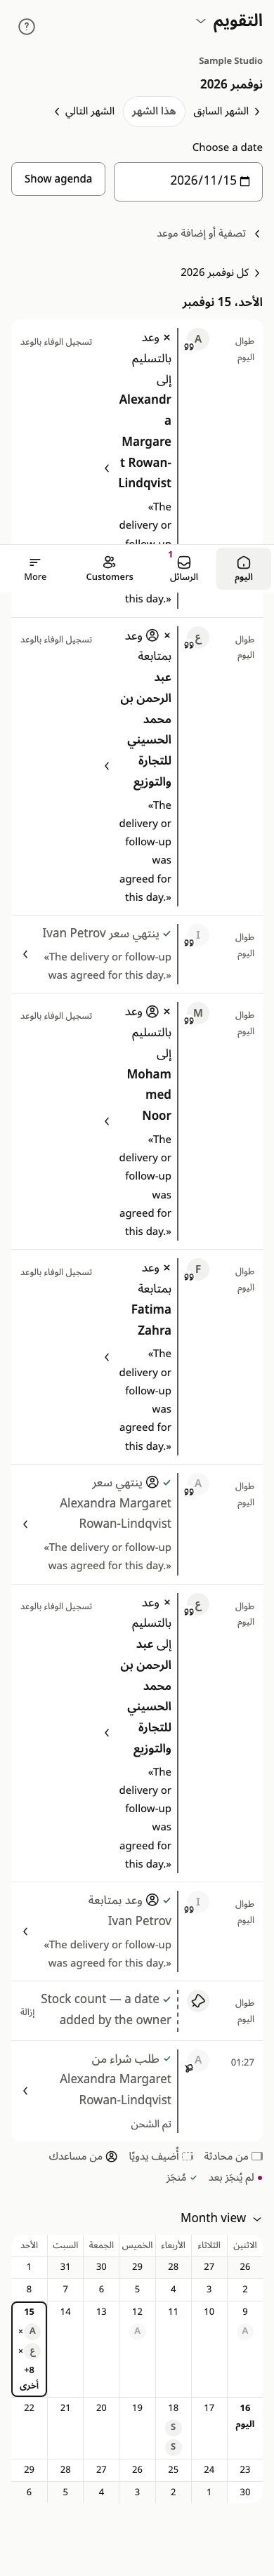 التقويم
Sample Studio
نوفمبر 2026
الشهر السابق
هذا الشهر
الشهر التالي
Choose a date
2026/11/15
Show agenda
تصفية أو إضافة موعد
كل نوفمبر 2026
الأحد، 15 نوفمبر
طوال
اليوم
A
× وعد
بالتسليم
إلى
Alexandr
a
Margare
t Rowan-
Lindqvist
«The
delivery or
تسجيل الوفاء بالوعد
اليوم
1
الرسائل
Customers
More
this day.»
طوال
اليوم
ع
× وعد
بمتابعة
عبد
الرحمن بن
محمد
الحسيني
للتجارة
والتوزيع
«The
delivery or
follow-up
was
agreed for
this day.»
تسجيل الوفاء بالوعد
طوال
اليوم
I
ينتهي سعر Ivan Petrov
«The delivery or follow-up
was agreed for this day.»
طوال
اليوم
M
× وعد
بالتسليم
إلى
Moham
med
Noor
«The
delivery or
follow-up
was
agreed for
this day.»
تسجيل الوفاء بالوعد
طوال
اليوم
F
× وعد
بمتابعة
Fatima
Zahra
«The
delivery or
follow-up
was
agreed for
this day.»
تسجيل الوفاء بالوعد
طوال
اليوم
A
ينتهي سعر
Alexandra Margaret
Rowan-Lindqvist
«The delivery or follow-up
was agreed for this day.»
طوال
اليوم
ع
× وعد
بالتسليم
إلى عبد
الرحمن بن
محمد
الحسيني
للتجارة
والتوزيع
«The
delivery or
follow-up
was
agreed for
this day.»
تسجيل الوفاء بالوعد
طوال
اليوم
I
وعد بمتابعة
Ivan Petrov
«The delivery or follow-up
was agreed for this day.»
طوال
اليوم
Stock count — a date
added by the owner
إزالة
01:27
A
طلب شراء من
Alexandra Margaret
Rowan-Lindqvist
تم الشحن
من محادثة
أُضيف يدويًا
من مساعدك
لم يُنجَز بعد
مُنجَز
Month view
الاثنين الثلاثاء الأربعاء الخميس الجمعة السبت الأحد
26 27 28 29 30 31 1
2 3 4 5 6 7 8
9 10 11 12 13 14 15
A A A ×
ع ×
+8
أخرى
16 17 18 19 20 21 22
اليوم S
S
23 24 25 26 27 28 29
30 1 2 3 4 5 6